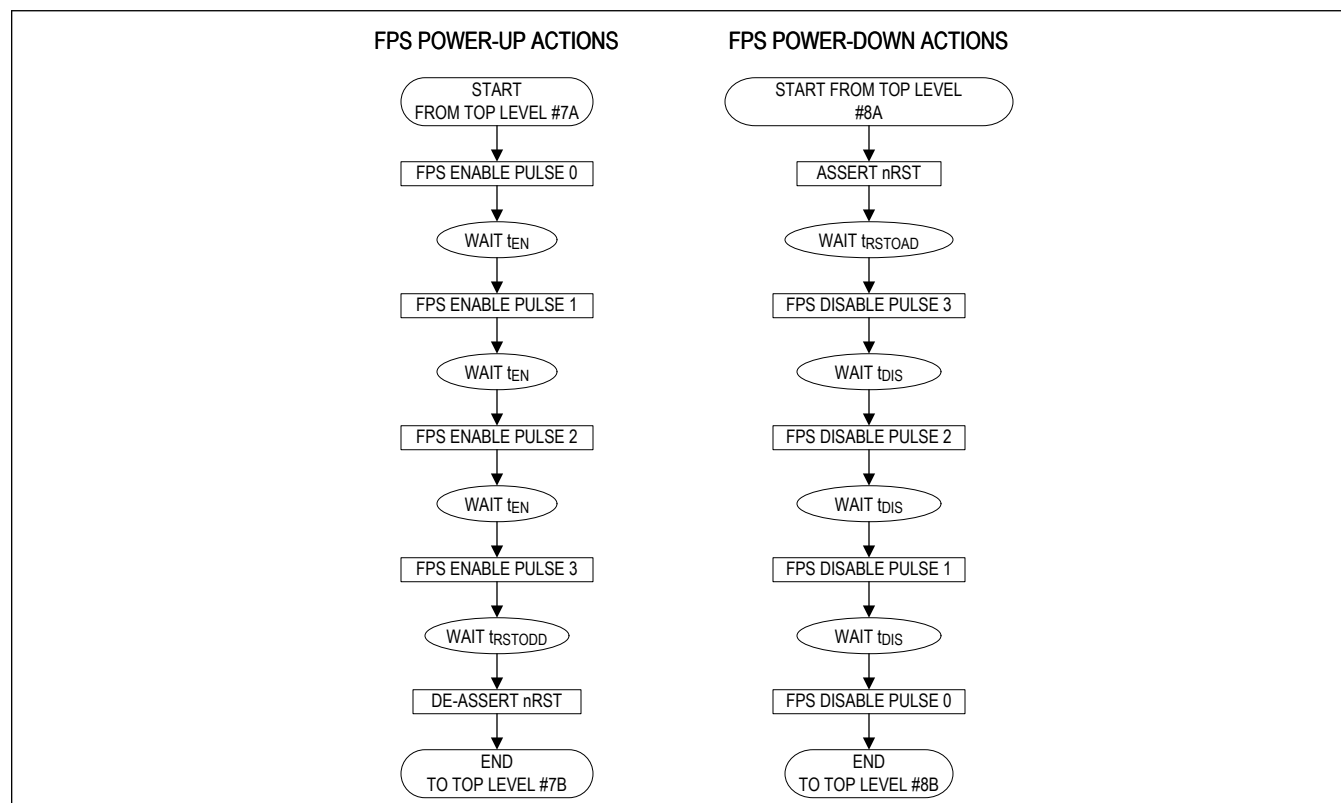 FPS POWER-UP ACTIONS
START
FROM TOP LEVEL #7A
FPS ENABLE PULSE 0
WAIT tEN
FPS ENABLE PULSE 1
WAIT tEN
FPS ENABLE PULSE 2
WAIT tEN
FPS ENABLE PULSE 3
WAIT tRSTODD
DE-ASSERT nRST
END
TO TOP LEVEL #7B
FPS POWER-DOWN ACTIONS
START FROM TOP LEVEL
#8A
ASSERT nRST
WAIT tRSTOAD
FPS DISABLE PULSE 3
WAIT tDIS
FPS DISABLE PULSE 2
WAIT tDIS
FPS DISABLE PULSE 1
WAIT tDIS
FPS DISABLE PULSE 0
END
TO TOP LEVEL #8B